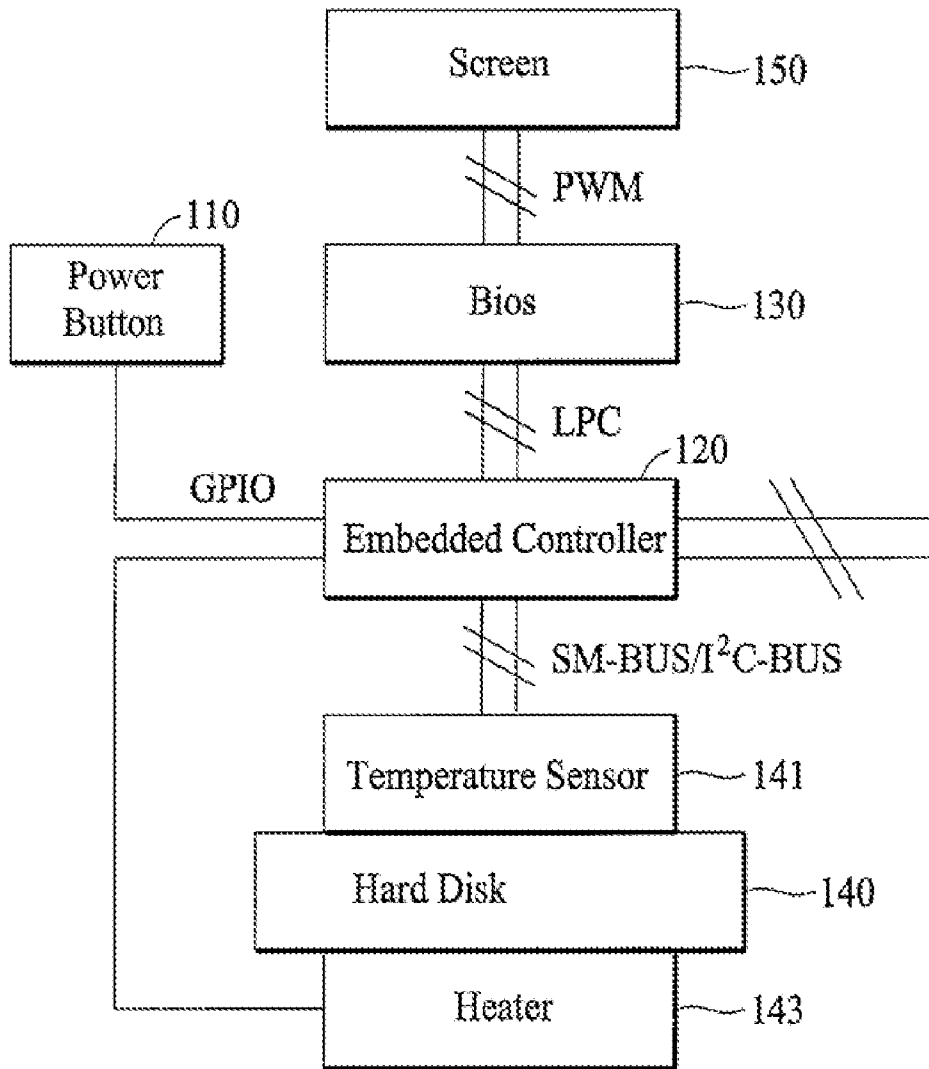 Screen
150
PWM
110
Power
Button
Bios
130
LPC
120
GPIO
Embedded Controller
SM-BUS/I²C-BUS
Temperature Sensor
141
Hard Disk
140
Heater
143